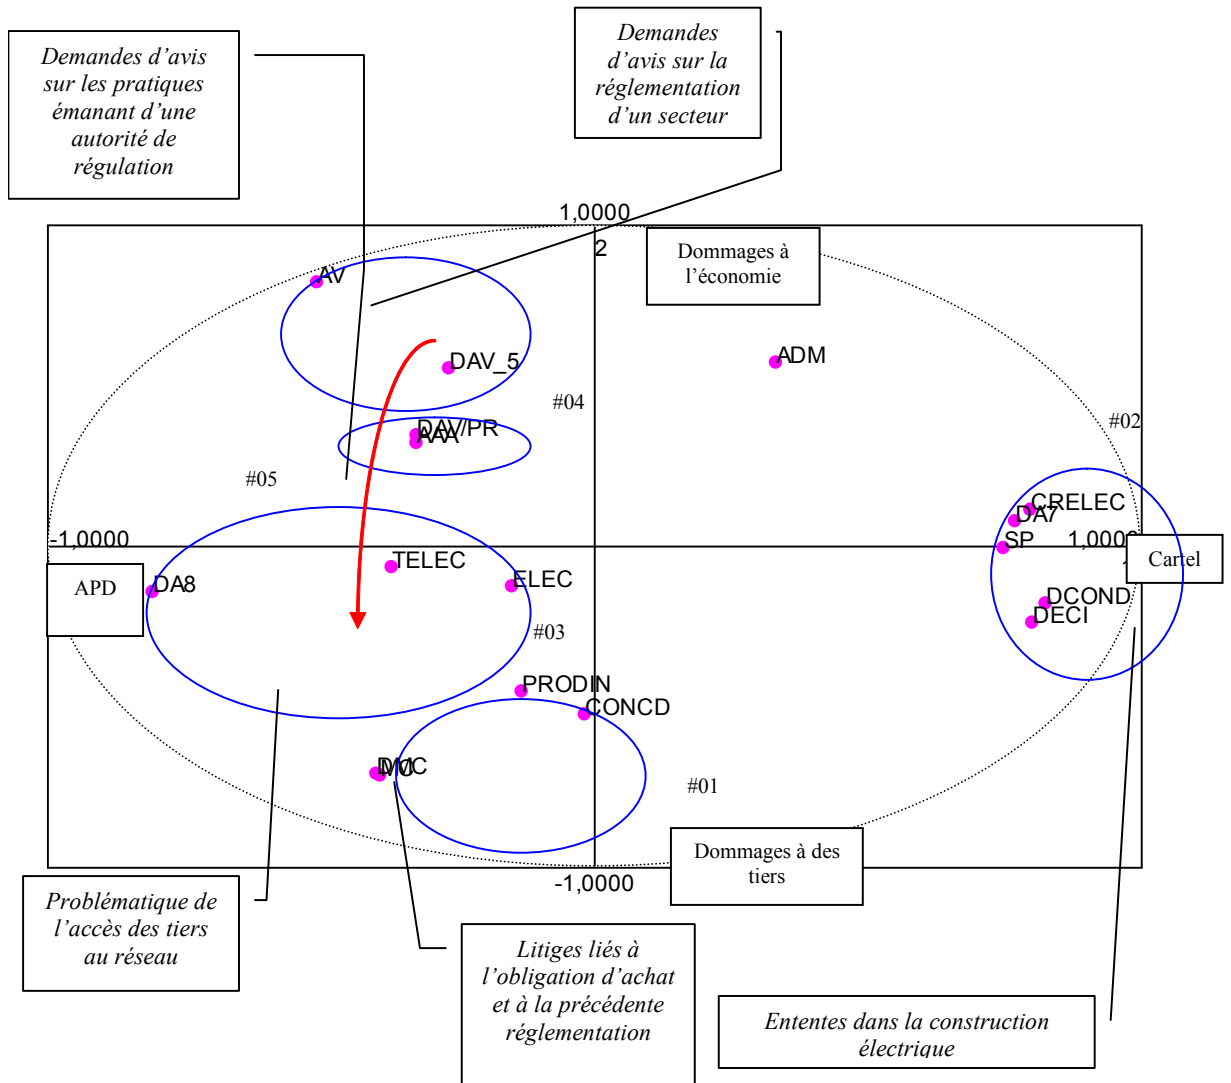 Demandes d’avis
sur les pratiques
émanant d’une
autorité de
régulation
Demandes
d’avis sur la
réglementation
d’un secteur
1,0000
2
Dommages à
l’économie
AV
ADM
DAV_5
#04
DAV/PR
AAA
#02
#05
CRELEC
DA7
SP
-1,0000
1,0000
Cartel
TELEC
ELEC
APD
DA8
DCOND
DECI
#03
PRODIN
CONCD
DMC
#01
Dommages à des
tiers
-1,0000
Problématique de
l’accès des tiers
au réseau
Litiges liés à
l’obligation d’achat
et à la précédente
réglementation
Ententes dans la construction
électrique